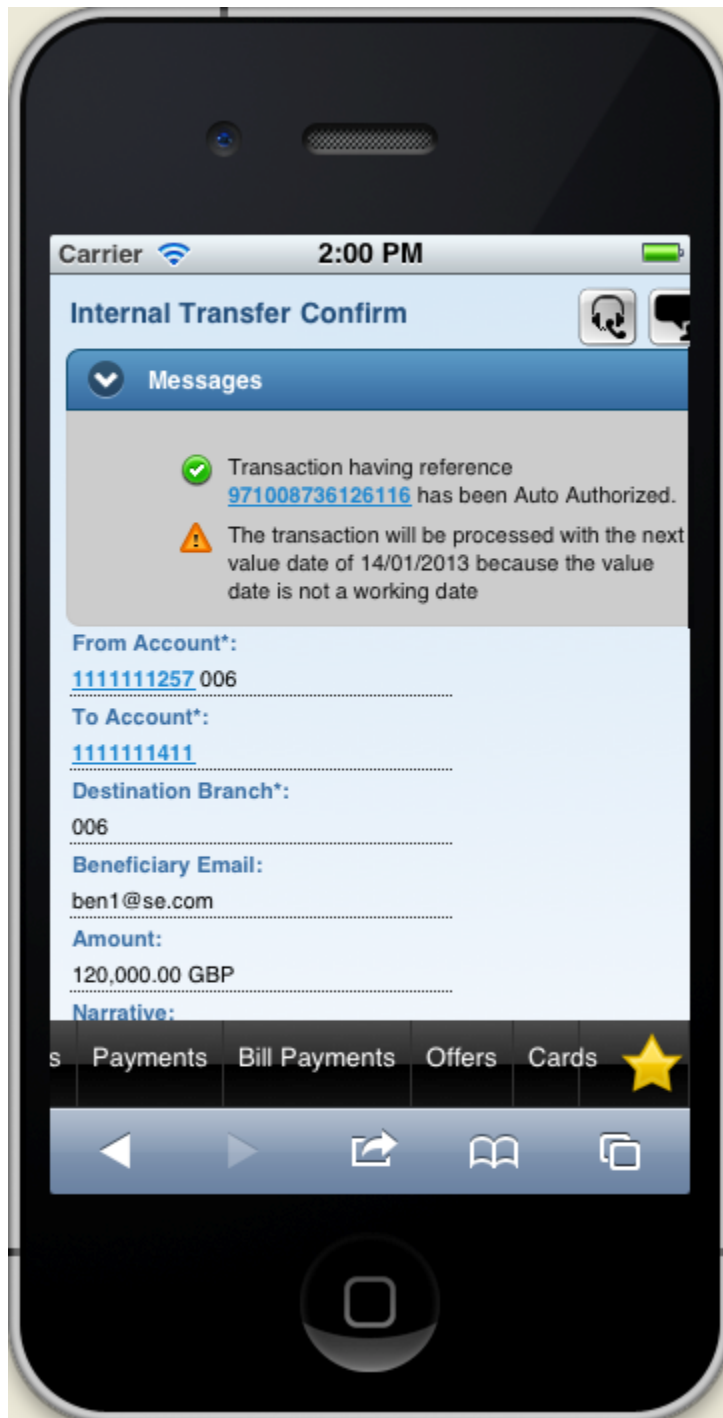 Carrier 2:00 PM
Internal Transfer Confirm
Messages
Transaction having reference
971008736126116 has been Auto Authorized.
The transaction will be processed with the next
value date of 14/01/2013 because the value
date is not a working date
From Account*:
1111111257 006
To Account*:
1111111411
Destination Branch*:
006
Beneficiary Email:
ben1@se.com
Amount:
120,000.00 GBP
Narrative:
s Payments Bill Payments Offers Cards